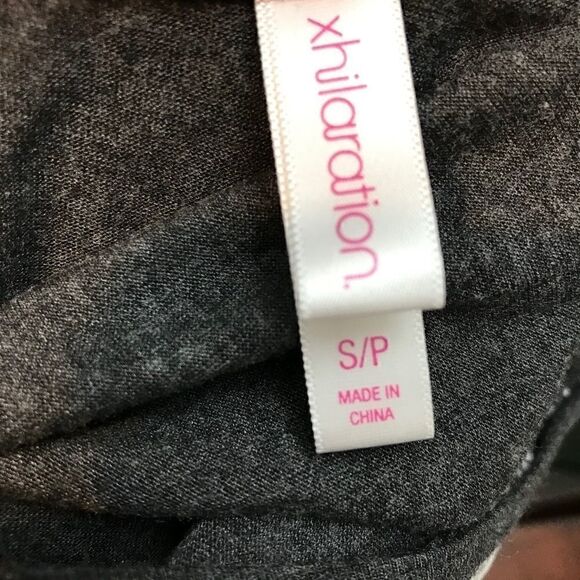 xhilaration.
S/P
MADE IN
CHINA